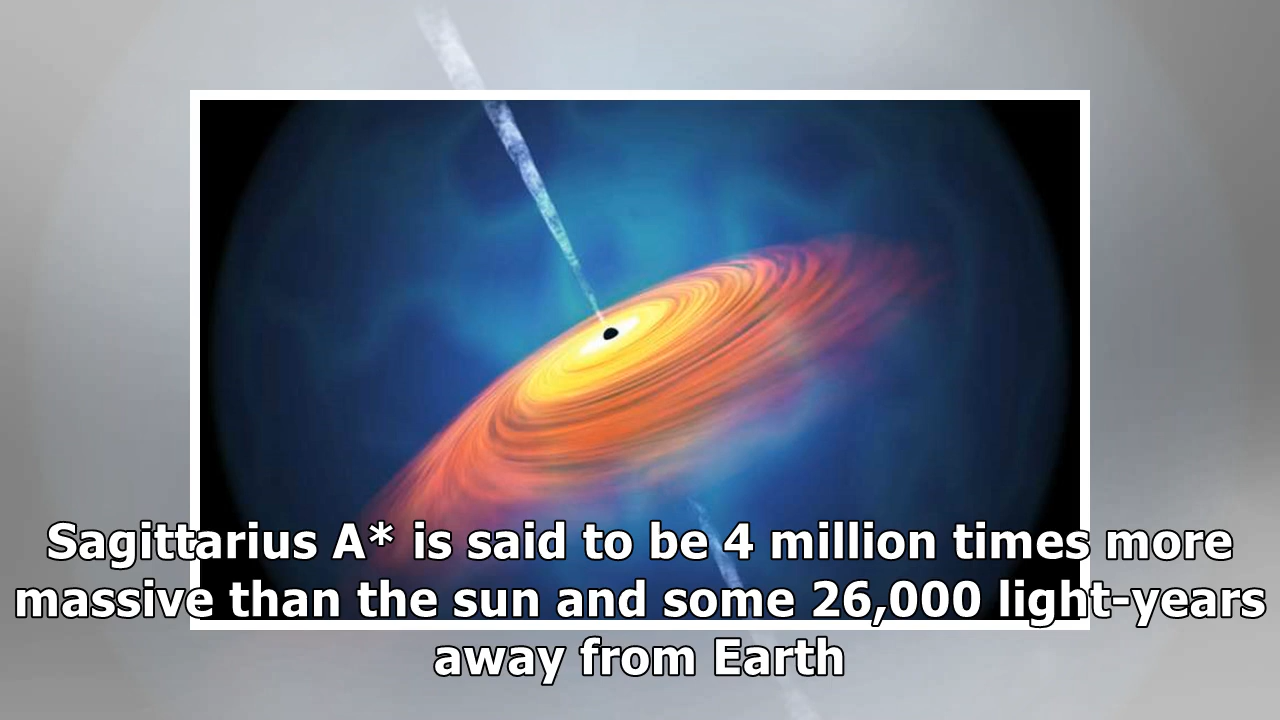 Sagittarius A* is said to be 4 million times more
massive than the sun and some 26,000 light-years
away from Earth